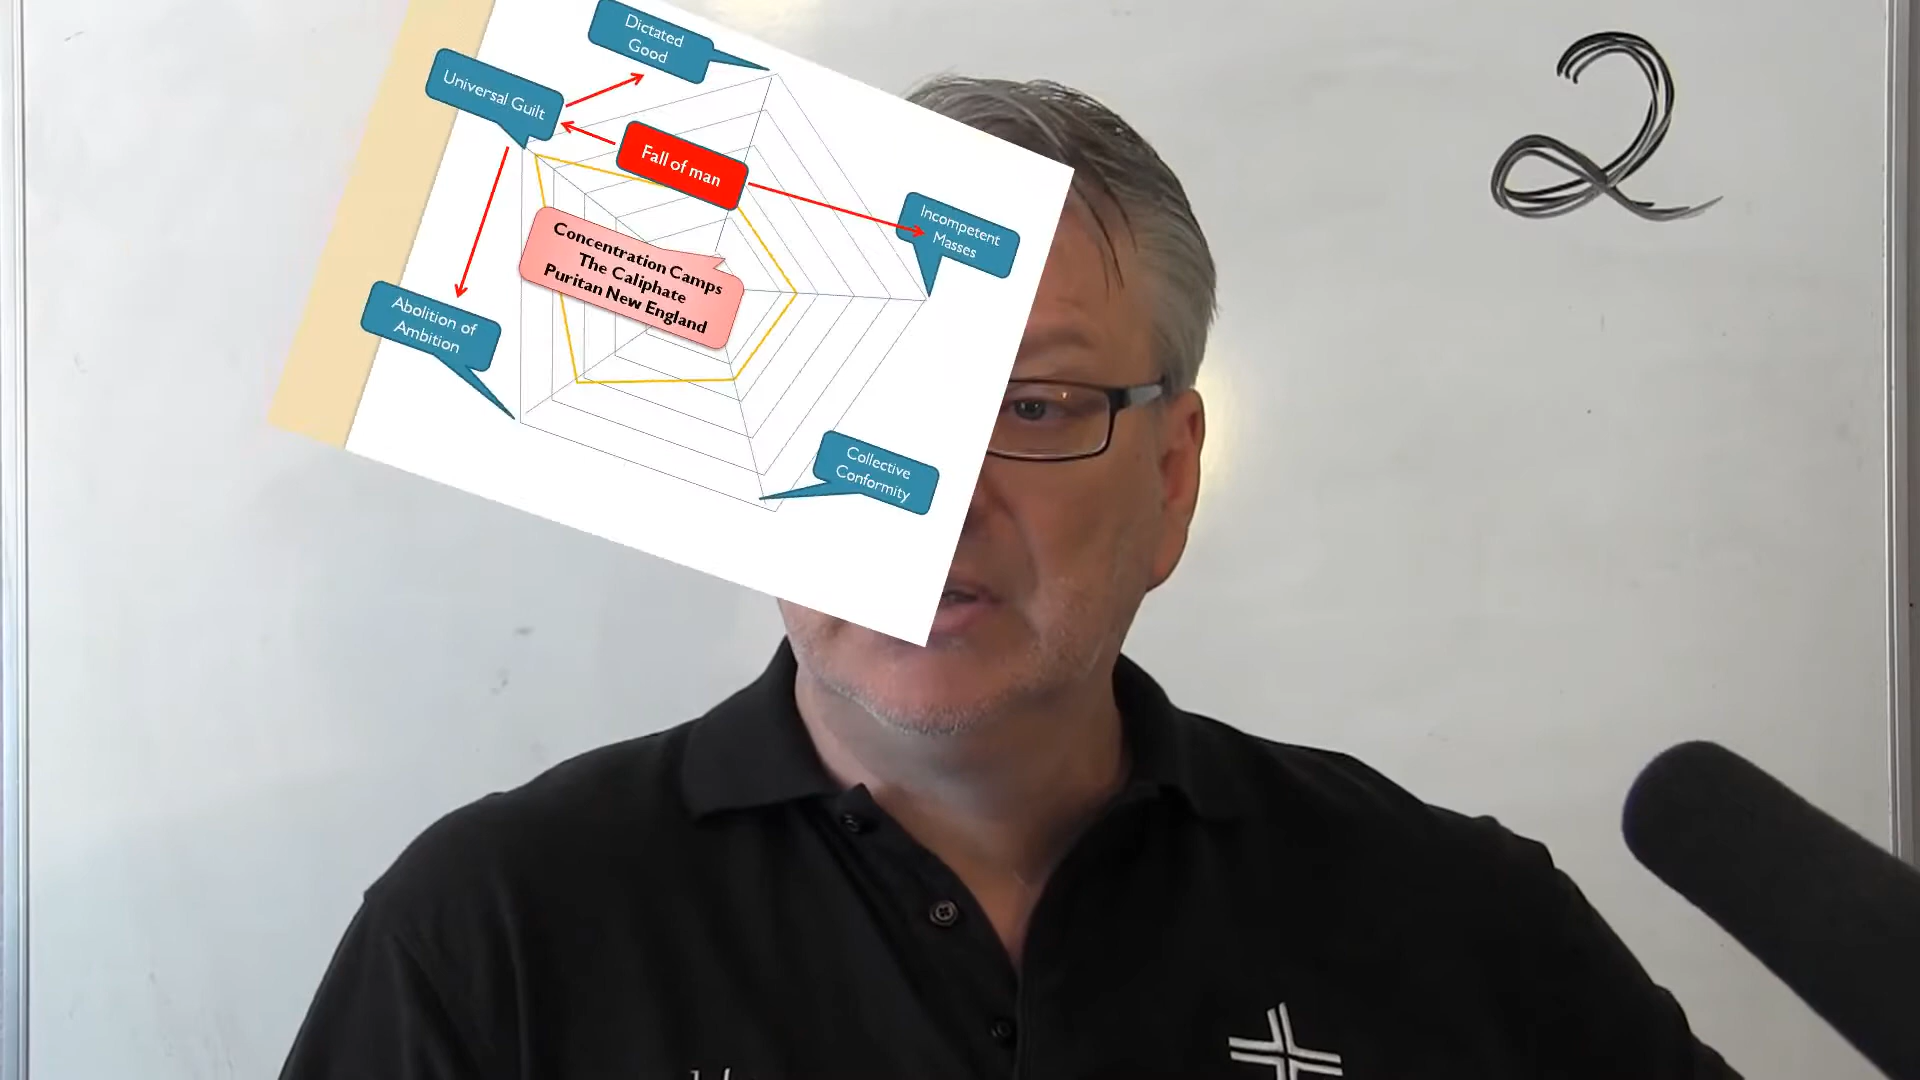 Dictated
Good
Universal Guilt
Fall of man
Incompetent
Masses
Concentration Camps
The Caliphate
Puritan New England
Abolition of
Ambition
Collective
Conformity
2